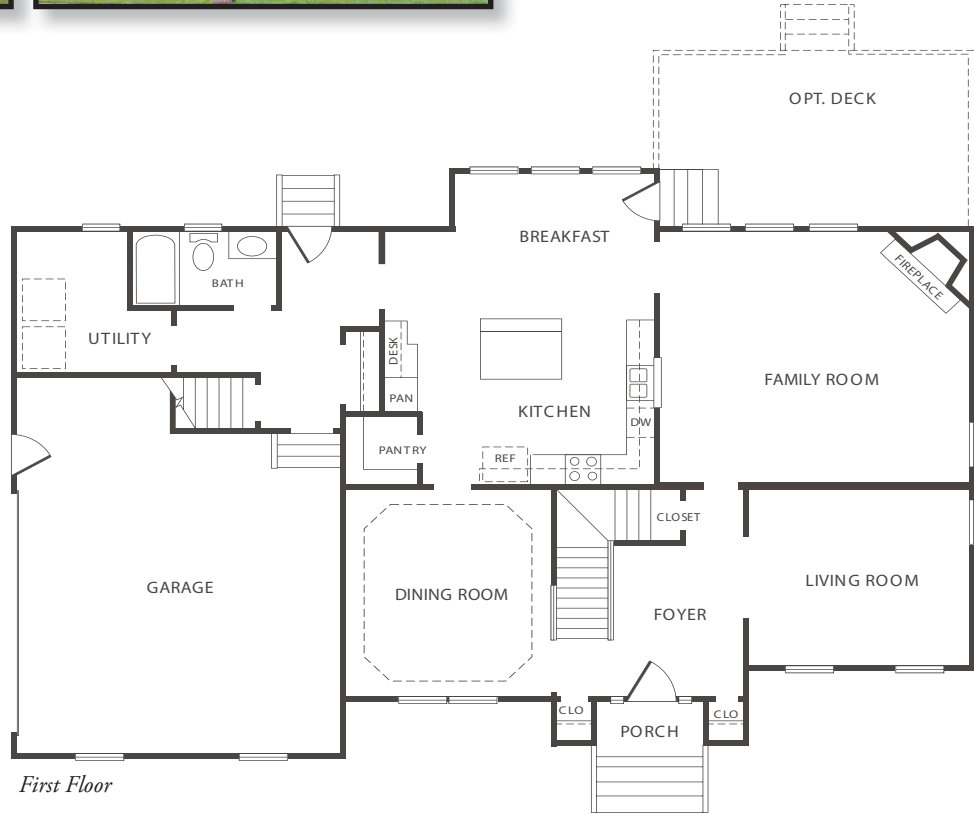 OPT. DECK
BREAKFAST
FIREPLACE
BATH
UTILITY
DESK
FAMILY ROOM
PAN
KITCHEN
DW
PANTRY
REF
CLOSET
GARAGE
DINING ROOM
LIVING ROOM
FOYER
CLO
CLO
PORCH
First Floor